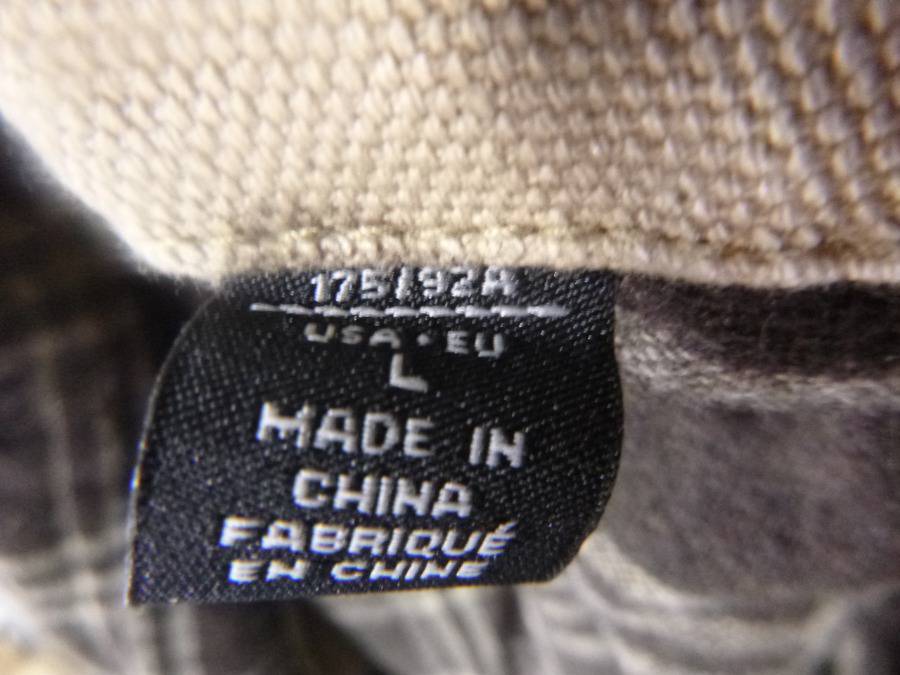 175/92A
USA • EU
L
MADE IN
CHINA
FABRIQUÉ
EN CHINE